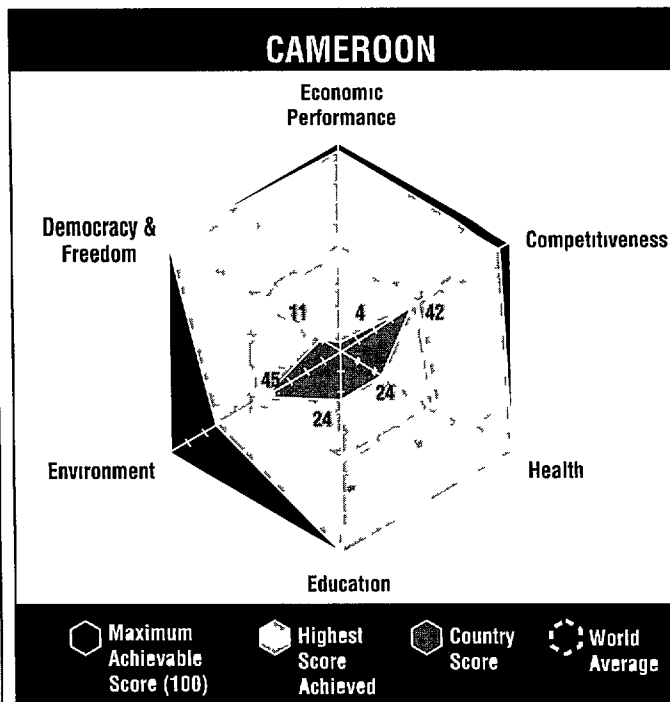 CAMEROON
Economic
Performance
Democracy &
Freedom
Competitiveness
11
4
42
45
24
24
Environment
Health
Education
Maximum
Achievable
Score (100)
Highest
Score
Achieved
Country
Score
World
Average